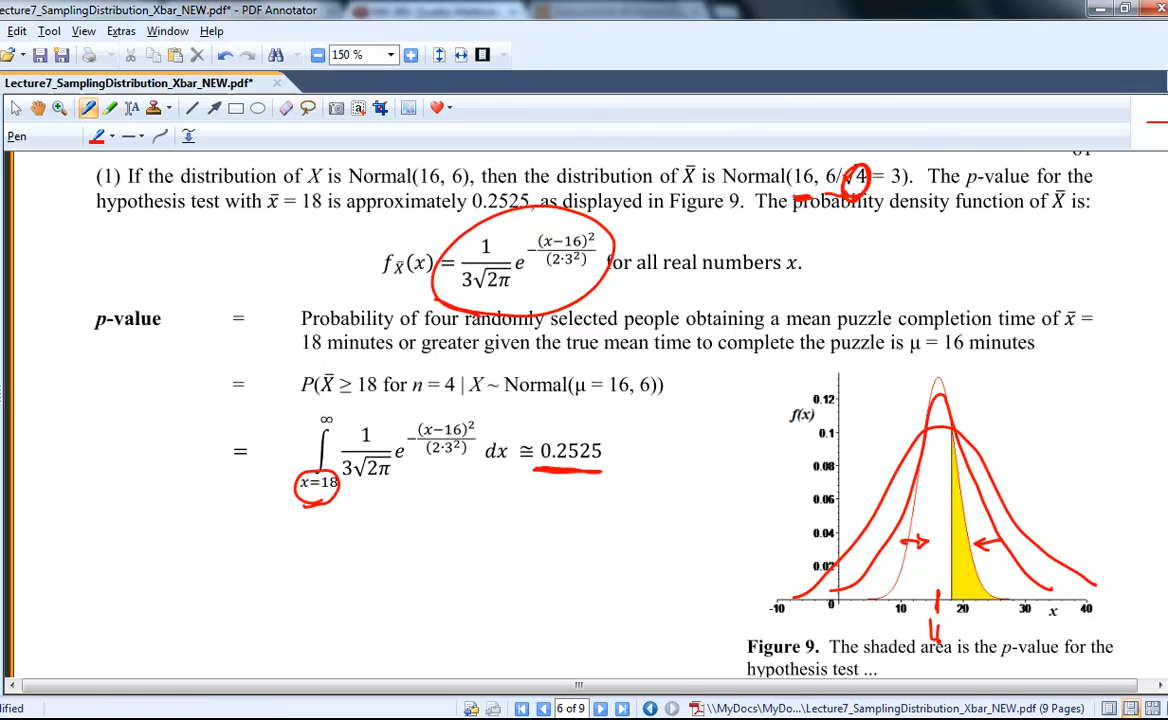 ecture7_SamplingDistribution_Xbar_NEW.pdf* - PDF Annotator
Edit Tool View Extras Window Help
150 %
Lecture7_SamplingDistribution_Xbar_NEW.pdf*
Pen
(1) If the distribution of X is Normal(16, 6), then the distribution of X̄ is Normal(16, 6/√4 = 3). The p-value for the
hypothesis test with x̄ = 18 is approximately 0.2525, as displayed in Figure 9. The probability density function of X̄ is:
f_X̄(x) = 1/(3√2π) e^(−(x−16)²/(2·3²)) for all real numbers x.
p-value = Probability of four randomly selected people obtaining a mean puzzle completion time of x̄ =
18 minutes or greater given the true mean time to complete the puzzle is μ = 16 minutes
= P(X̄ ≥ 18 for n = 4 | X ~ Normal(μ = 16, 6))
= ∫_{x=18}^{∞} 1/(3√2π) e^(−(x−16)²/(2·3²)) dx ≅ 0.2525
f(x)
0.12
0.1
0.08
0.06
0.04
0.02
0
-10 10 20 30 x 40
Figure 9. The shaded area is the p-value for the
hypothesis test ...
ified
6 of 9
\\MyDocs\MyDo...\Lecture7_SamplingDistribution_Xbar_NEW.pdf (9 Pages)